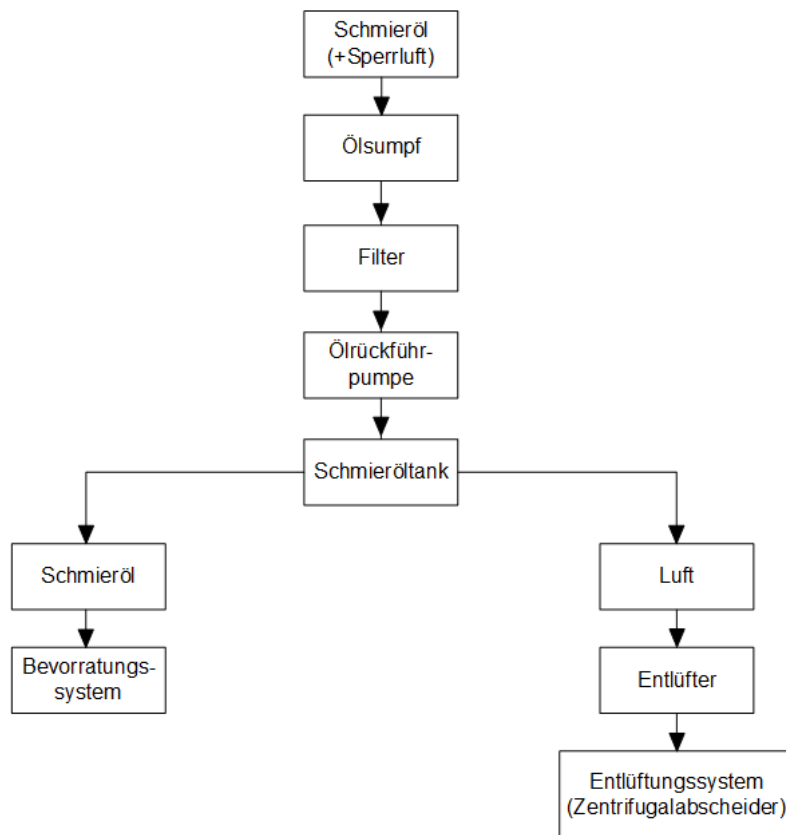 Schmieröl
(+Sperrluft)
Ölsumpf
Filter
Ölrückführ-
pumpe
Schmieröltank
Schmieröl
Luft
Bevorratungs-
system
Entlüfter
Entlüftungssystem
(Zentrifugalabscheider)